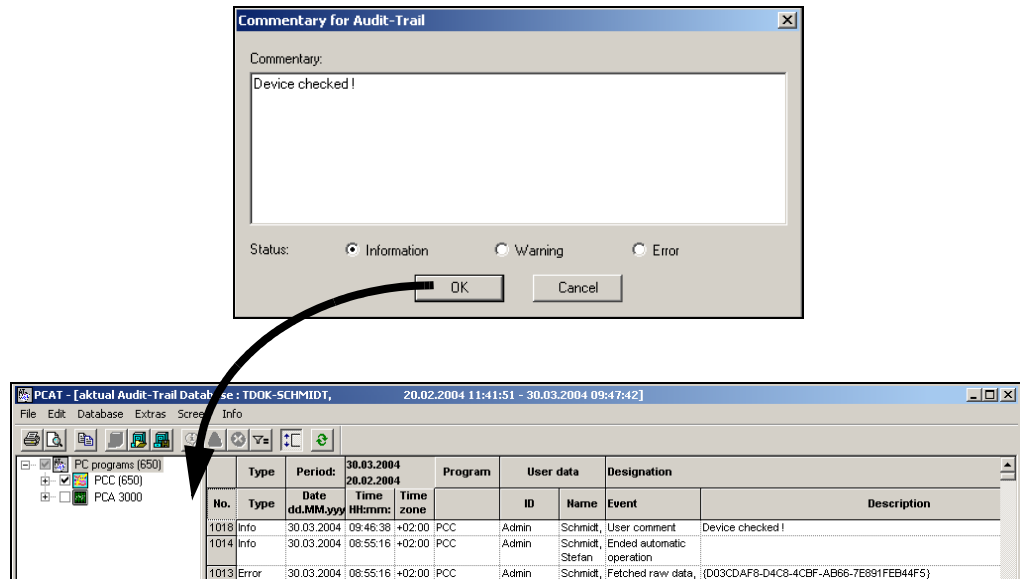 Commentary for Audit-Trail
Commentary:
Device checked !
Status: Information Warning Error
OK Cancel
PCAT - [aktual Audit-Trail Database : TDOK-SCHMIDT, 20.02.2004 11:41:51 - 30.03.2004 09:47:42]
File Edit Database Extras Info
PC programs (650)
PCC (650)
PCA 3000
Type Period: 30.03.2004 Program User data Designation
20.02.2004
No. Type Date Time Time ID Name Event Description
dd.MM.yyy HH:mm: zone
1018 Info 30.03.2004 09:46:38 +02:00 PCC Admin Schmidt, User comment Device checked !
1014 Info 30.03.2004 08:55:16 +02:00 PCC Admin Schmidt, Ended automatic
Stefan operation
1013 Error 30.03.2004 08:55:16 +02:00 PCC Admin Schmidt, Fetched raw data, {D03CDAF8-D4C8-4CBF-AB66-7E891FEB44F5}